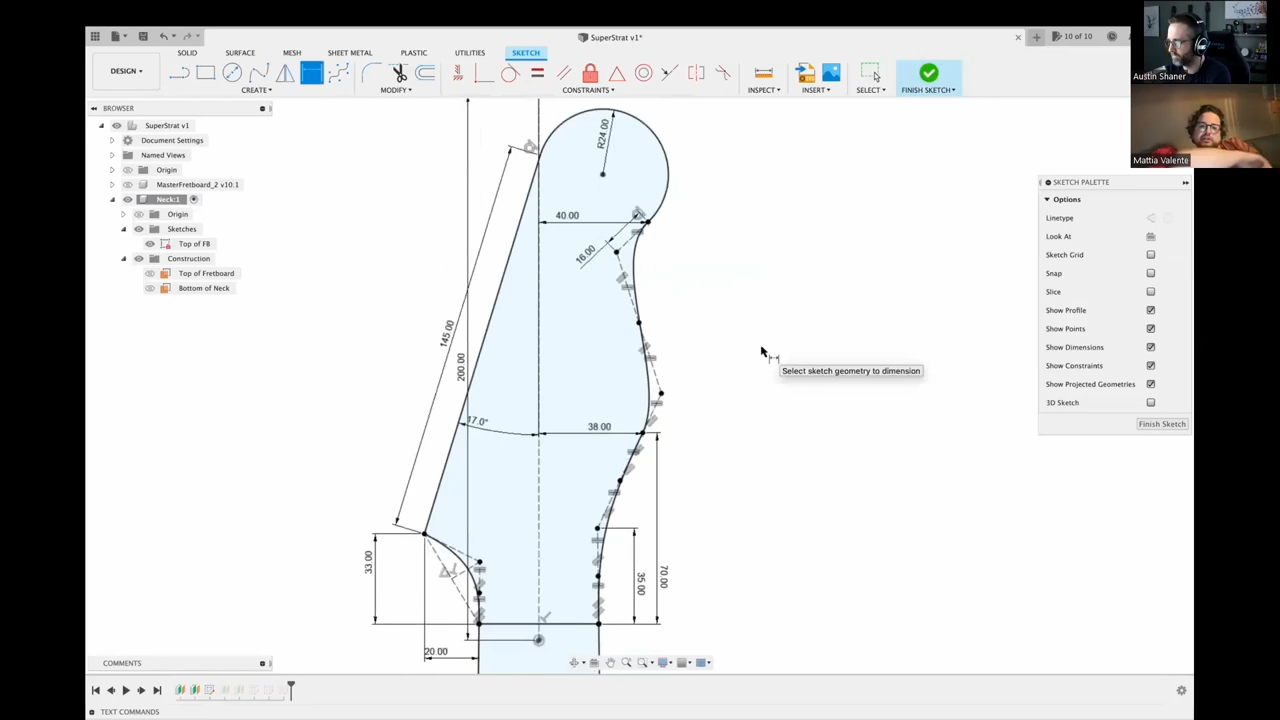 SuperStrat v1*
10 of 10
DESIGN
SOLID SURFACE MESH SHEET METAL PLASTIC UTILITIES SKETCH
CREATE MODIFY CONSTRAINTS INSPECT INSERT SELECT FINISH SKETCH
Austin Shaner
Mattia Valente
BROWSER
SuperStrat v1
Document Settings
Named Views
Origin
MasterFretboard_2 v10:1
Neck:1
Origin
Sketches
Top of FB
Construction
Top of Fretboard
Bottom of Neck
R24.00
40.00
16.00
145.00
200.00
17.0°
38.00
33.00
35.00
70.00
20.00
Select sketch geometry to dimension
SKETCH PALETTE
Options
Linetype
Look At
Sketch Grid
Snap
Slice
Show Profile
Show Points
Show Dimensions
Show Constraints
Show Projected Geometries
3D Sketch
Finish Sketch
COMMENTS
TEXT COMMANDS